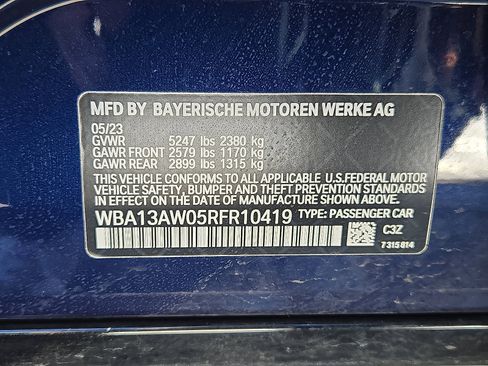 MFD BY BAYERISCHE MOTOREN WERKE AG
05/23
GVWR 5247 lbs 2380 kg
GAWR FRONT 2579 lbs 1170 kg
GAWR REAR 2899 lbs 1315 kg
THIS VEHICLE CONFORMS TO ALL APPLICABLE U.S.FEDERAL MOTOR
VEHICLE SAFETY, BUMPER AND THEFT PREVENTION STANDARDS
IN EFFECT ON THE DATE OF MANUFACTURE SHOWN ABOVE.
WBA13AW05RFR10419 TYPE: PASSENGER CAR
C3Z
7315814